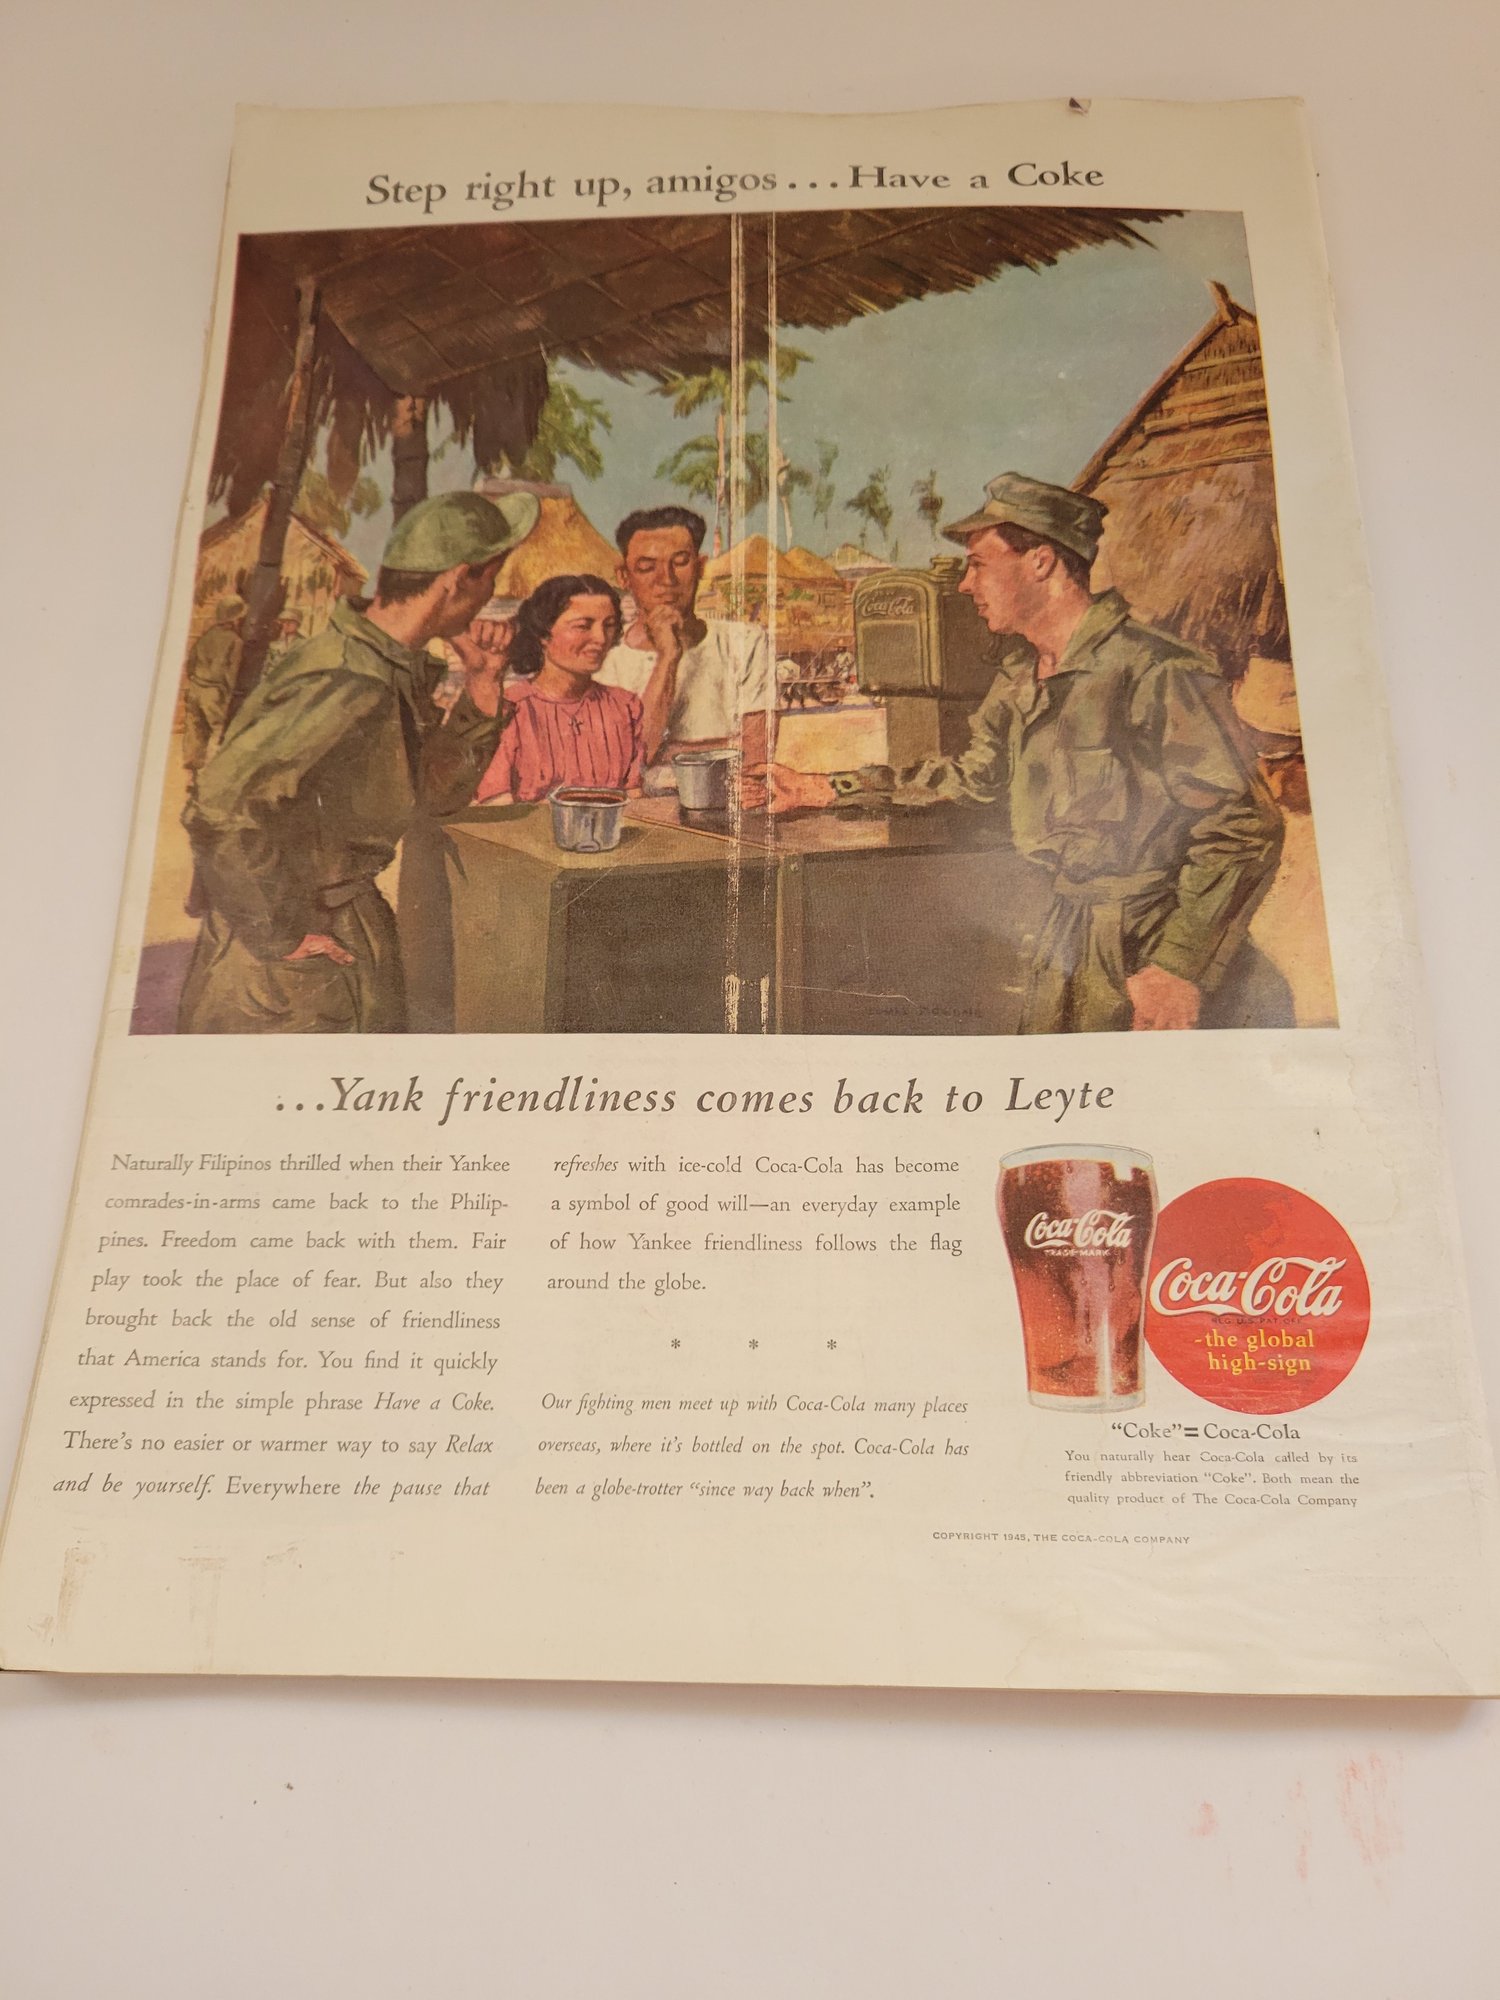 Step right up, amigos...Have a Coke
Coca-Cola
...Yank friendliness comes back to Leyte
Naturally Filipinos thrilled when their Yankee
comrades-in-arms came back to the Philip-
pines. Freedom came back with them. Fair
play took the place of fear. But also they
brought back the old sense of friendliness
that America stands for. You find it quickly
expressed in the simple phrase Have a Coke.
There's no easier or warmer way to say Relax
and be yourself. Everywhere the pause that
refreshes with ice-cold Coca-Cola has become
a symbol of good will—an everyday example
of how Yankee friendliness follows the flag
around the globe.
* * *
Our fighting men meet up with Coca-Cola many places
overseas, where it's bottled on the spot. Coca-Cola has
been a globe-trotter "since way back when".
Coca-Cola
TRADE-MARK
Coca-Cola
REG. U.S. PAT. OFF.
-the global
high-sign
"Coke"=Coca-Cola
You naturally hear Coca-Cola called by its
friendly abbreviation "Coke". Both mean the
quality product of The Coca-Cola Company
COPYRIGHT 1945, THE COCA-COLA COMPANY